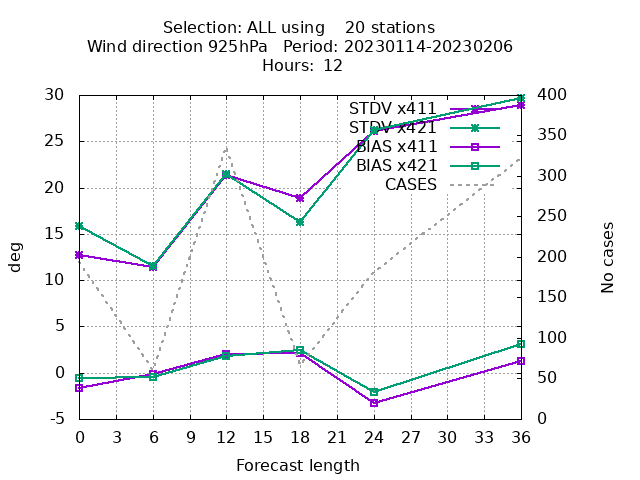 Selection: ALL using    20 stations
Wind direction 925hPa   Period: 20230114-20230206
Hours:  12
30
25
20
15
10
5
0
-5
deg
400
350
300
250
200
150
100
50
0
No cases
STDV x411
STDV x421
BIAS x411
BIAS x421
CASES
0 3 6 9 12 15 18 21 24 27 30 33 36
Forecast length